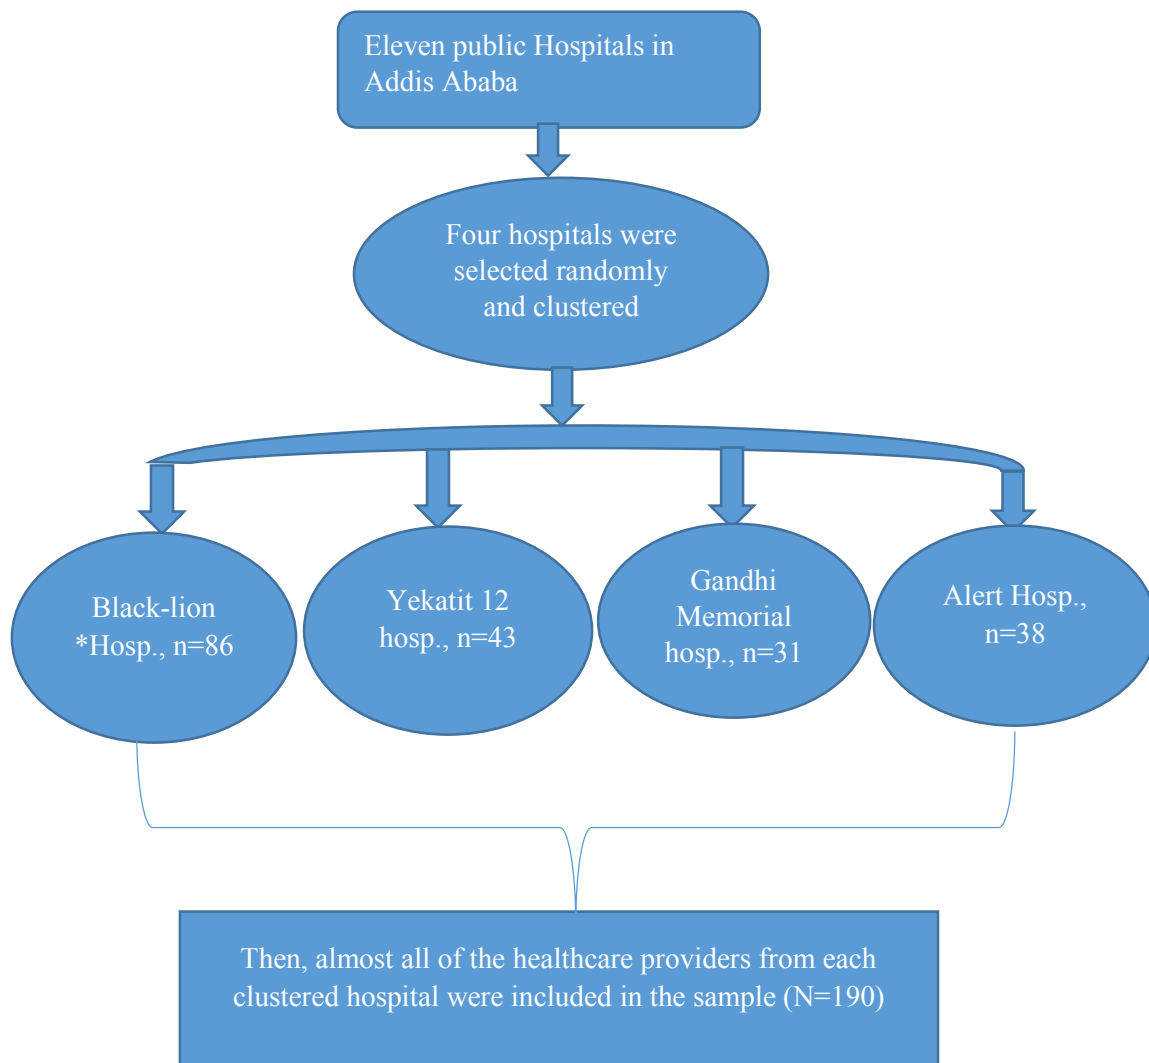 Eleven public Hospitals in
Addis Ababa
Four hospitals were
selected randomly
and clustered
Black-lion
*Hosp., n=86
Yekatit 12
hosp., n=43
Gandhi
Memorial
hosp., n=31
Alert Hosp.,
n=38
Then, almost all of the healthcare providers from each
clustered hospital were included in the sample (N=190)